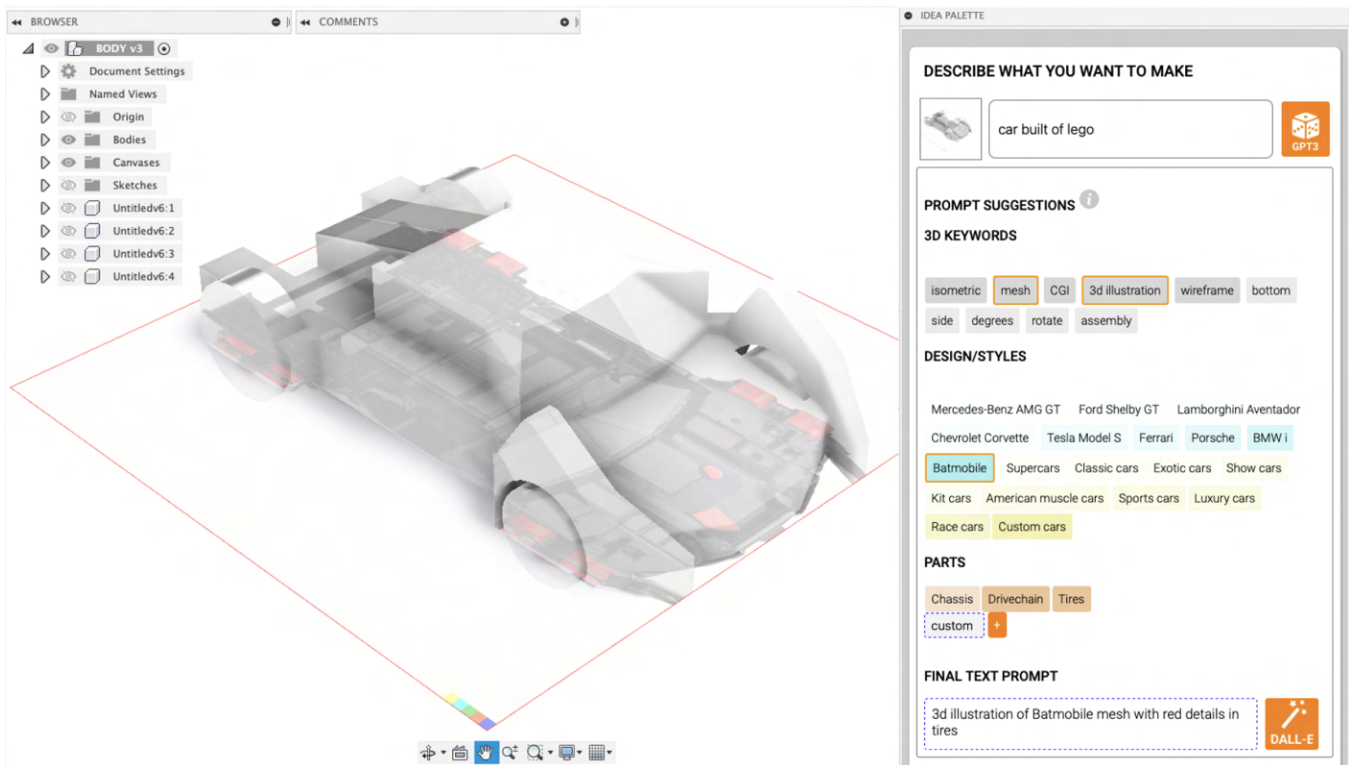 BROWSER
COMMENTS
IDEA PALETTE
BODY v3
Document Settings
Named Views
Origin
Bodies
Canvases
Sketches
Untitledv6:1
Untitledv6:2
Untitledv6:3
Untitledv6:4
DESCRIBE WHAT YOU WANT TO MAKE
car built of lego
GPT3
PROMPT SUGGESTIONS i
3D KEYWORDS
isometric mesh CGI 3d illustration wireframe bottom
side degrees rotate assembly
DESIGN/STYLES
Mercedes-Benz AMG GT Ford Shelby GT Lamborghini Aventador
Chevrolet Corvette Tesla Model S Ferrari Porsche BMW i
Batmobile Supercars Classic cars Exotic cars Show cars
Kit cars American muscle cars Sports cars Luxury cars
Race cars Custom cars
PARTS
Chassis Drivechain Tires
custom +
FINAL TEXT PROMPT
3d illustration of Batmobile mesh with red details in
tires
DALL-E